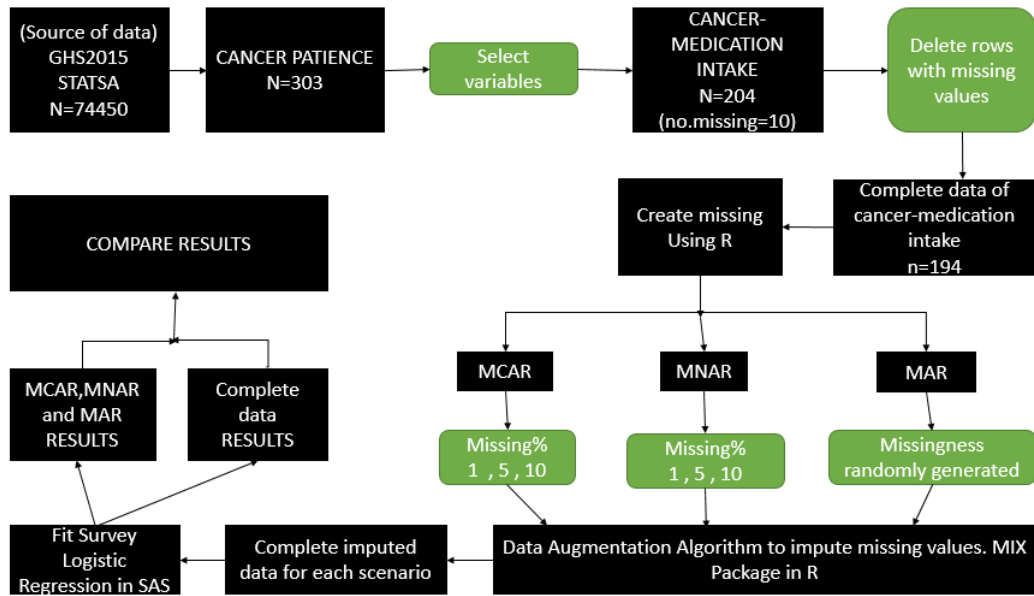 (Source of data)
GHS2015
STATSA
N=74450
CANCER PATIENCE
N=303
Select
variables
CANCER-
MEDICATION
INTAKE
N=204
(no.missing=10)
Delete rows
with missing
values
Complete data of
cancer-medication
intake
n=194
Create missing
Using R
MCAR
MNAR
MAR
Missing%
1 , 5 , 10
Missing%
1 , 5 , 10
Missingness
randomly generated
Data Augmentation Algorithm to impute missing values. MIX
Package in R
Complete imputed
data for each scenario
Fit Survey
Logistic
Regression in SAS
MCAR,MNAR
and MAR
RESULTS
Complete
data
RESULTS
COMPARE RESULTS